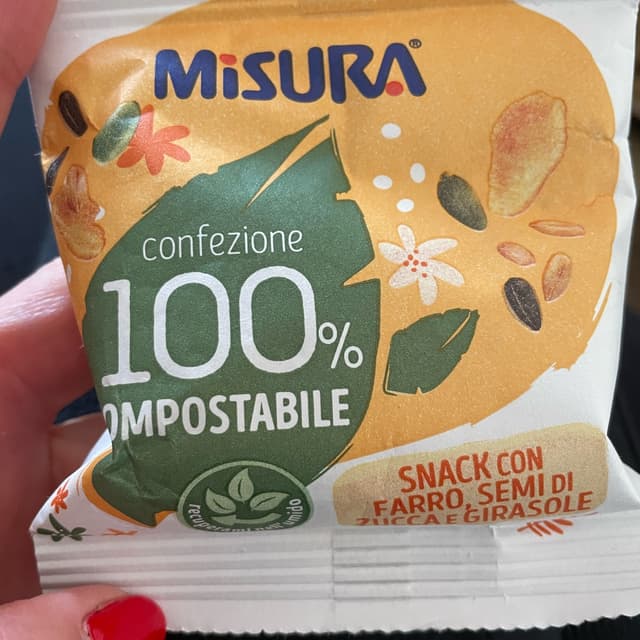 MiSURA®
confezione
100%
OMPOSTABILE
SNACK CON
FARRO, SEMI DI
ZUCCA E GIRASOLE